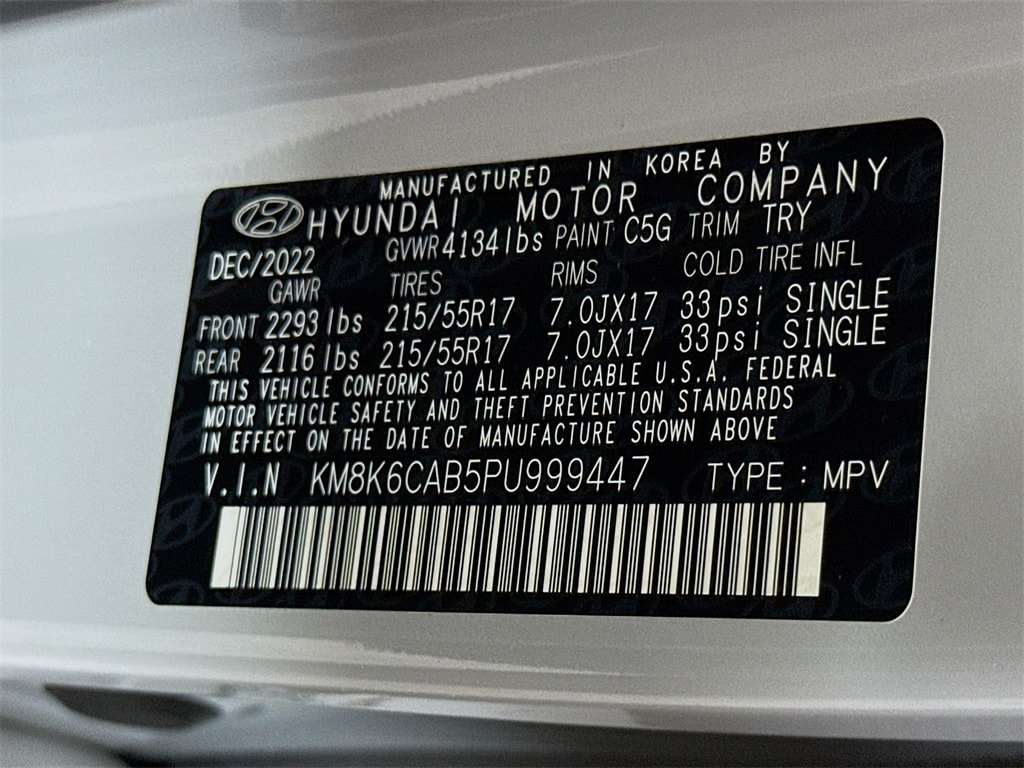 MANUFACTURED IN KOREA BY
HYUNDAI MOTOR COMPANY
DEC/2022 GVWR 4134lbs PAINT C5G TRIM TRY
GAWR TIRES RIMS COLD TIRE INFL
FRONT 2293 lbs 215/55R17 7.0JX17 33psi SINGLE
REAR 2116 lbs 215/55R17 7.0JX17 33psi SINGLE
THIS VEHICLE CONFORMS TO ALL APPLICABLE U.S.A. FEDERAL
MOTOR VEHICLE SAFETY AND THEFT PREVENTION STANDARDS
IN EFFECT ON THE DATE OF MANUFACTURE SHOWN ABOVE
V.I.N KM8K6CAB5PU999447 TYPE : MPV